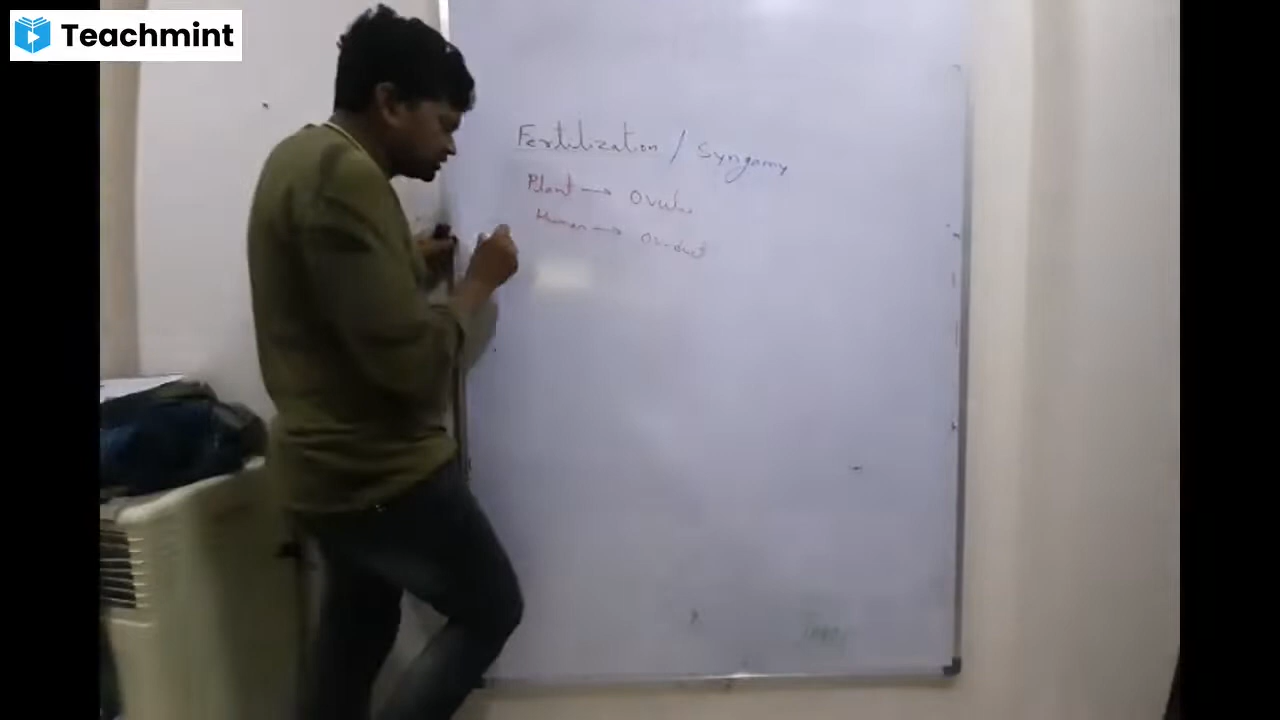 Teachmint
Fertilization / Syngamy
Plant → Ovule
Human → Oviduct